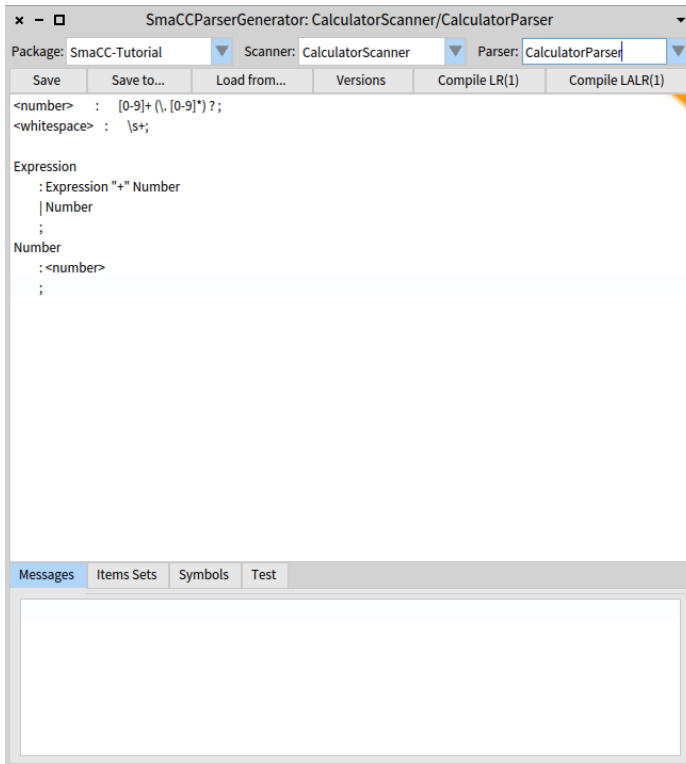 SmaCCParserGenerator: CalculatorScanner/CalculatorParser
Package: SmaCC-Tutorial Scanner: CalculatorScanner Parser: CalculatorParser
Save Save to... Load from... Versions Compile LR(1) Compile LALR(1)
<number> : [0-9]+ (\. [0-9]*) ? ;
<whitespace> : \s+;
Expression
: Expression "+" Number
| Number
;
Number
: <number>
;
Messages Items Sets Symbols Test